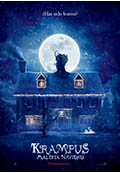 ¿Has sido bueno?
KRAMPUS
MALDITA NAVIDAD